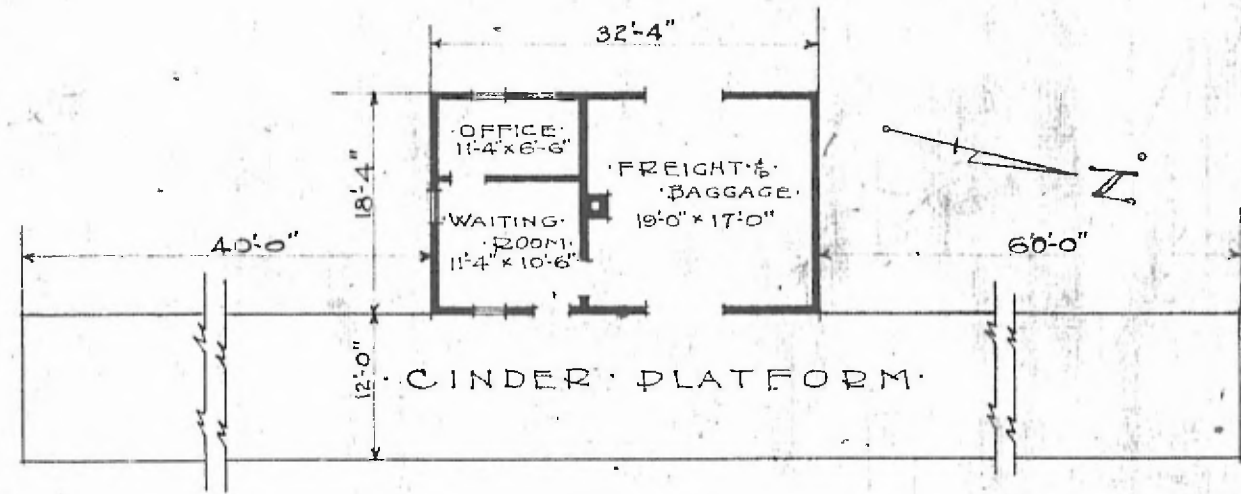 32'-4"
·OFFICE·
11'-4" x 6'-6"
·FREIGHT·&
·BAGGAGE·
19'-0" x 17'-0"
18'-4"
·WAITING·
·ROOM·
11'-4" x 10'-6"
40'-0"
60'-0"
12'-0"
·CINDER·PLATFORM·